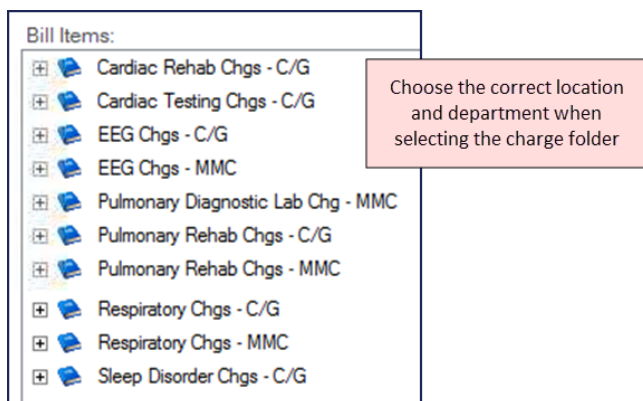 Bill Items:
Cardiac Rehab Chgs - C/G
Cardiac Testing Chgs - C/G
EEG Chgs - C/G
EEG Chgs - MMC
Pulmonary Diagnostic Lab Chg - MMC
Pulmonary Rehab Chgs - C/G
Pulmonary Rehab Chgs - MMC
Respiratory Chgs - C/G
Respiratory Chgs - MMC
Sleep Disorder Chgs - C/G
Choose the correct location
and department when
selecting the charge folder